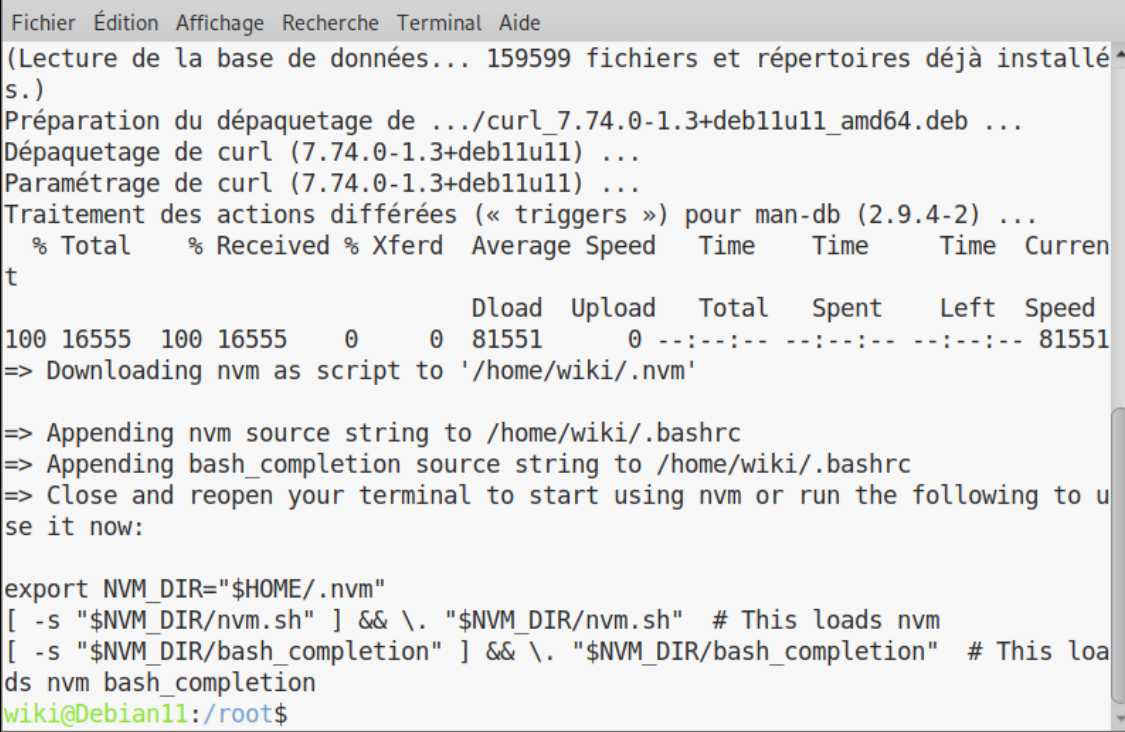 Fichier Édition Affichage Recherche Terminal Aide
(Lecture de la base de données... 159599 fichiers et répertoires déjà installé
s.)
Préparation du dépaquetage de .../curl_7.74.0-1.3+deb11u11_amd64.deb ...
Dépaquetage de curl (7.74.0-1.3+deb11u11) ...
Paramétrage de curl (7.74.0-1.3+deb11u11) ...
Traitement des actions différées (« triggers ») pour man-db (2.9.4-2) ...
  % Total    % Received % Xferd  Average Speed   Time    Time     Time  Curren
t
                                 Dload  Upload   Total   Spent    Left  Speed
100 16555  100 16555    0     0  81551      0 --:--:-- --:--:-- --:--:-- 81551
=> Downloading nvm as script to '/home/wiki/.nvm'

=> Appending nvm source string to /home/wiki/.bashrc
=> Appending bash_completion source string to /home/wiki/.bashrc
=> Close and reopen your terminal to start using nvm or run the following to u
se it now:

export NVM_DIR="$HOME/.nvm"
[ -s "$NVM_DIR/nvm.sh" ] && \. "$NVM_DIR/nvm.sh"  # This loads nvm
[ -s "$NVM_DIR/bash_completion" ] && \. "$NVM_DIR/bash_completion"  # This loa
ds nvm bash_completion
wiki@Debian11:/root$